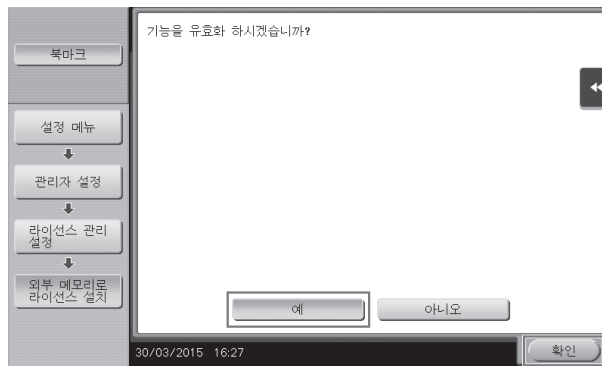 기능을 유효화 하시겠습니까?
북마크
설정 메뉴
관리자 설정
라이선스 관리
설정
외부 메모리로
라이선스 설치
예
아니오
30/03/2015 16:27
확인